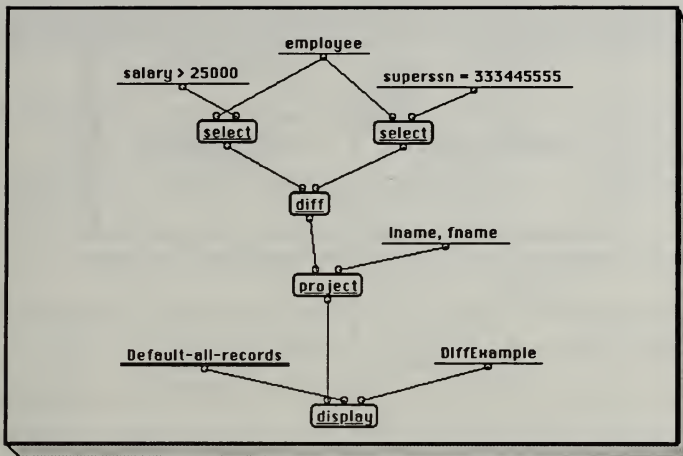 employee
salary > 25000
superssn = 333445555
select
select
diff
lname, fname
project
Default-all-records
DiffExample
display